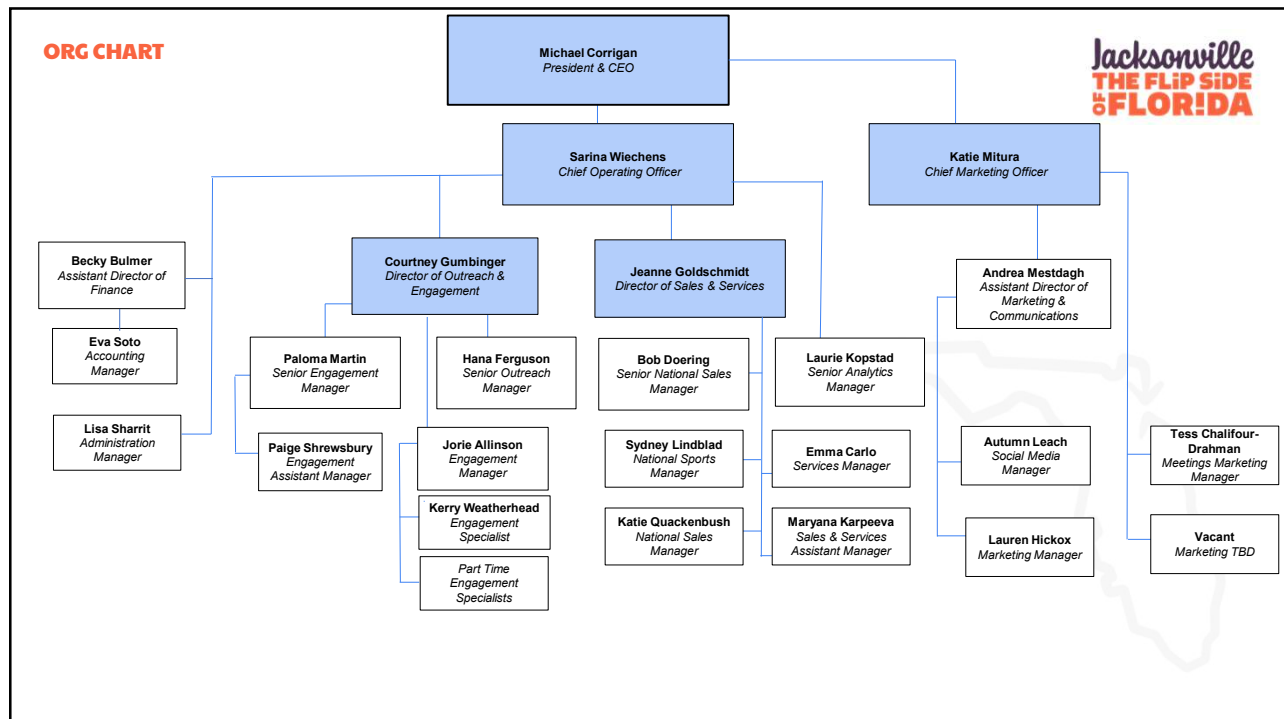 ORG CHART
Michael Corrigan
President & CEO
Jacksonville
THE FLiP SiDE
OF FLOR!DA
Sarina Wiechens
Chief Operating Officer
Katie Mitura
Chief Marketing Officer
Becky Bulmer
Assistant Director of
Finance
Courtney Gumbinger
Director of Outreach &
Engagement
Jeanne Goldschmidt
Director of Sales & Services
Andrea Mestdagh
Assistant Director of
Marketing &
Communications
Eva Soto
Accounting
Manager
Paloma Martin
Senior Engagement
Manager
Hana Ferguson
Senior Outreach
Manager
Bob Doering
Senior National Sales
Manager
Laurie Kopstad
Senior Analytics
Manager
Lisa Sharrit
Administration
Manager
Paige Shrewsbury
Engagement
Assistant Manager
Jorie Allinson
Engagement
Manager
Sydney Lindblad
National Sports
Manager
Emma Carlo
Services Manager
Autumn Leach
Social Media
Manager
Tess Chalifour-
Drahman
Meetings Marketing
Manager
Kerry Weatherhead
Engagement
Specialist
Katie Quackenbush
National Sales
Manager
Maryana Karpeeva
Sales & Services
Assistant Manager
Lauren Hickox
Marketing Manager
Vacant
Marketing TBD
Part Time
Engagement
Specialists